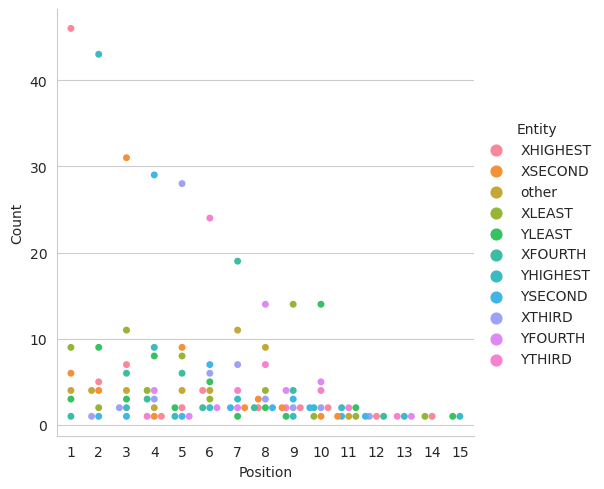 Entity
XHIGHEST
XSECOND
other
XLEAST
YLEAST
XFOURTH
YHIGHEST
YSECOND
XTHIRD
YFOURTH
YTHIRD
Count
40
30
20
10
0
1 2 3 4 5 6 7 8 9 10 11 12 13 14 15
Position